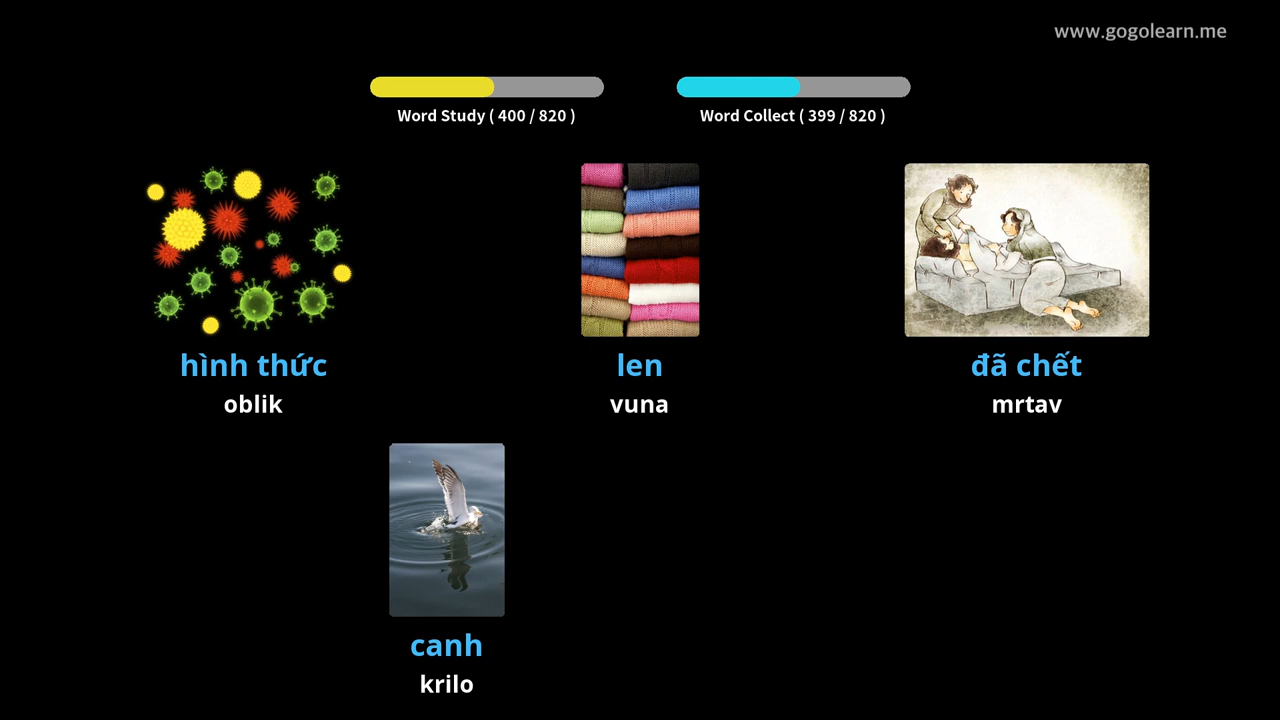 www.gogolearn.me
Word Study ( 400 / 820 )
Word Collect ( 399 / 820 )
hình thức
oblik
len
vuna
đã chết
mrtav
canh
krilo